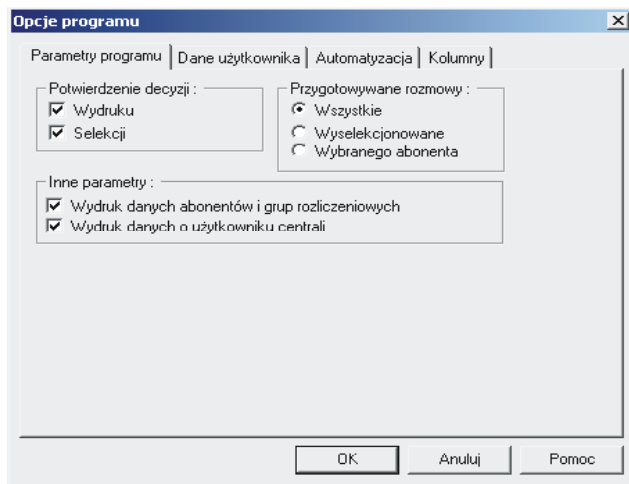 Opcje programu
Parametry programu Dane użytkownika Automatyzacja Kolumny
Potwierdzenie decyzji : Przygotowywane rozmowy :
Wydruku Wszystkie
Selekcji Wyselekcjonowane
Wybranego abonenta
Inne parametry :
Wydruk danych abonentów i grup rozliczeniowych
Wydruk danych o użytkowniku centrali
OK Anuluj Pomoc